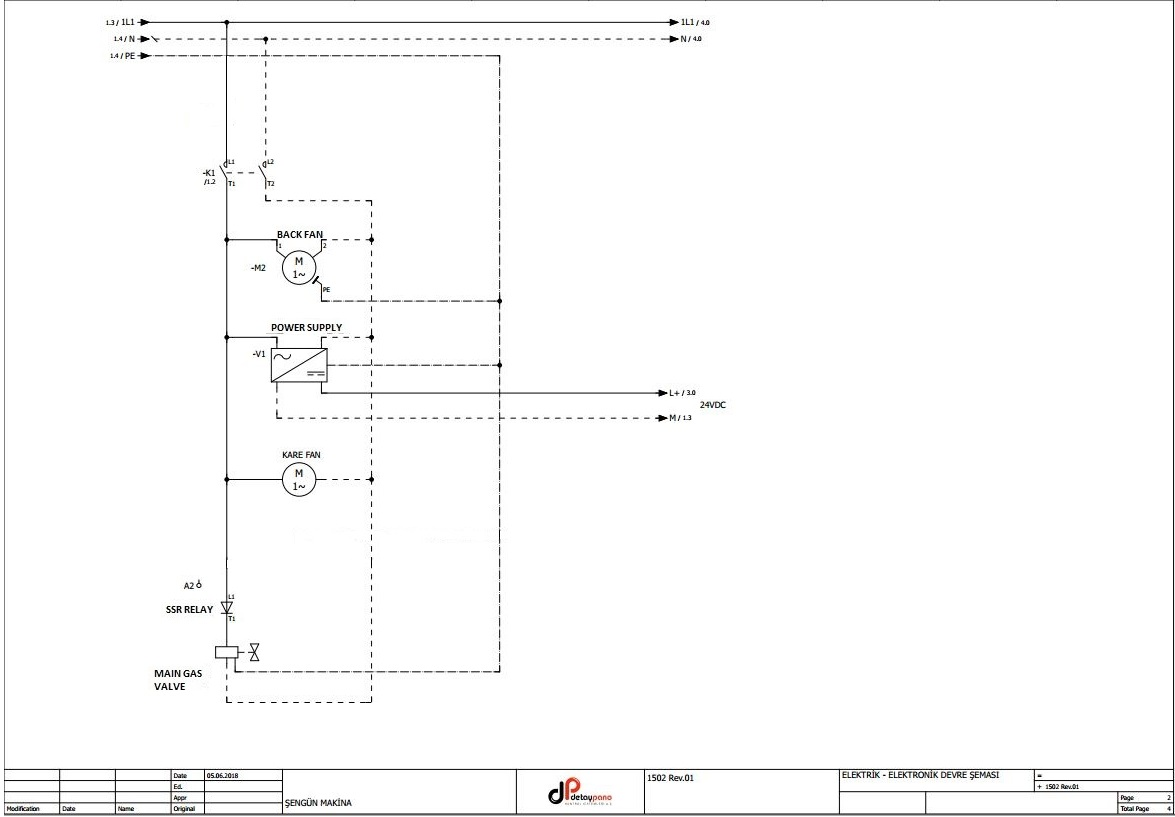 1.3 / 1L1
1L1 / 4.0
1.4 / N
N / 4.0
1.4 / PE
L1
L2
-K1
/1.2
T1
T2
BACK FAN
1
2
-M2
M
1~
PE
POWER SUPPLY
-V1
L+ / 3.0
24VDC
M / 1.3
KARE FAN
M
1~
A2
L1
SSR RELAY
T1
MAIN GAS
VALVE
Date
05.06.2018
1502 Rev.01
ELEKTRİK - ELEKTRONİK DEVRE ŞEMASI
=
Ed.
+ 1502 Rev.01
Appr
dp detaypano
Page
2
Modification
Date
Name
Original
ŞENGÜN MAKİNA
Total Page
4